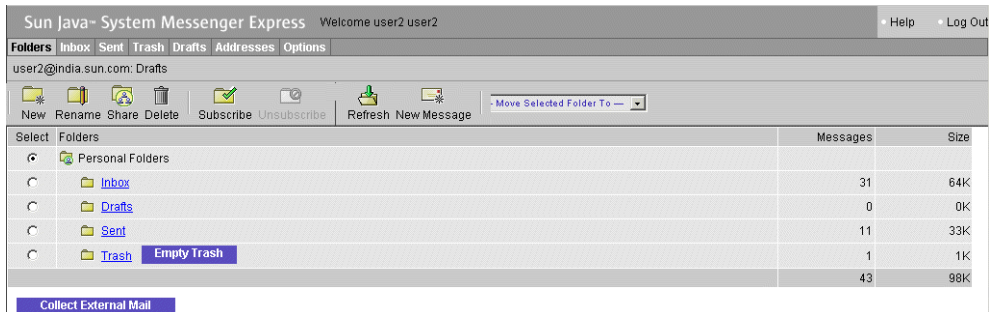 Sun Java™ System Messenger Express Welcome user2 user2 Help Log Out
Folders Inbox Sent Trash Drafts Addresses Options
user2@india.sun.com: Drafts
New Rename Share Delete Subscribe Unsubscribe Refresh New Message - Move Selected Folder To —
Select Folders Messages Size
Personal Folders
Inbox 31 64K
Drafts 0 0K
Sent 11 33K
Trash Empty Trash 1 1K
43 98K
Collect External Mail